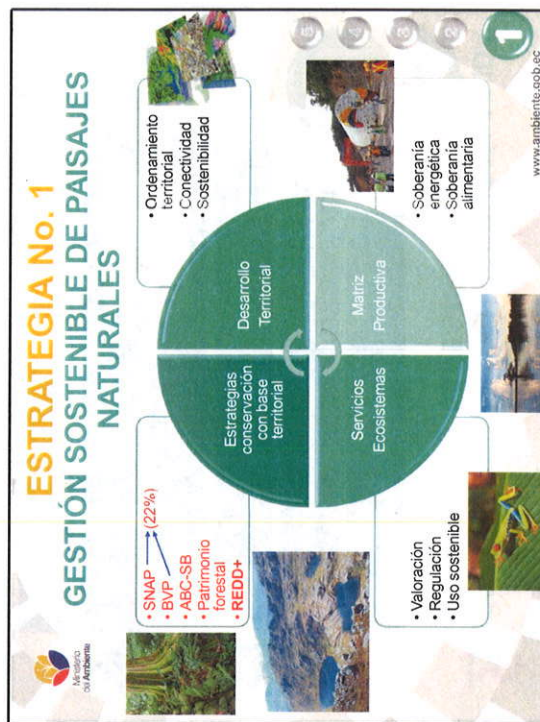 Ministerio
del Ambiente
ESTRATEGIA No. 1
GESTIÓN SOSTENIBLE DE PAISAJES
NATURALES
• SNAP (22%)
• BVP
• ABC-SB
• Patrimonio
forestal
• REDD+
• Ordenamiento
territorial
• Conectividad
• Sostenibilidad
Estrategias
conservación
con base
territorial
Desarrollo
Territorial
Servicios
Ecosistemas
Matriz
Productiva
• Valoración
• Regulación
• Uso sostenible
• Soberanía
energética
• Soberanía
alimentaria
1
2
3
4
5
www.ambiente.gob.ec